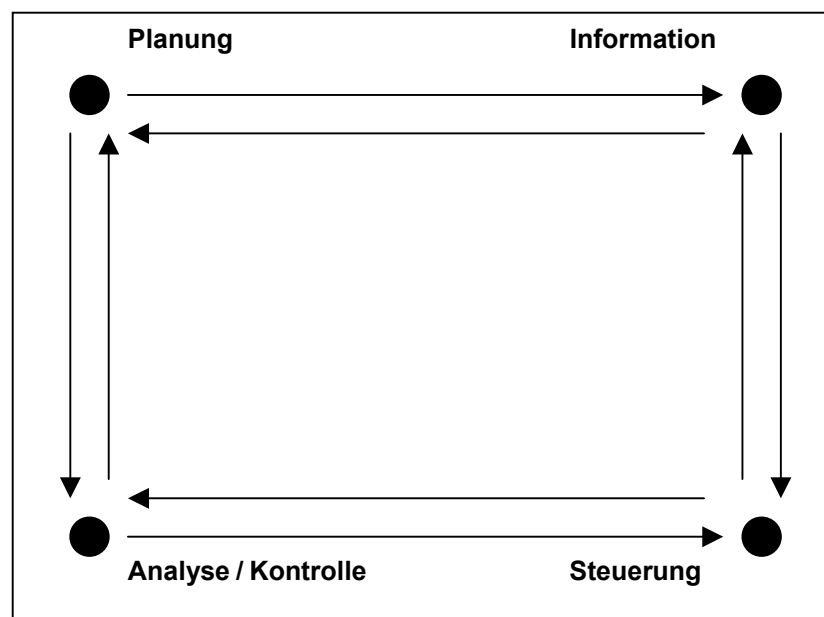 Planung
Information
Analyse / Kontrolle
Steuerung